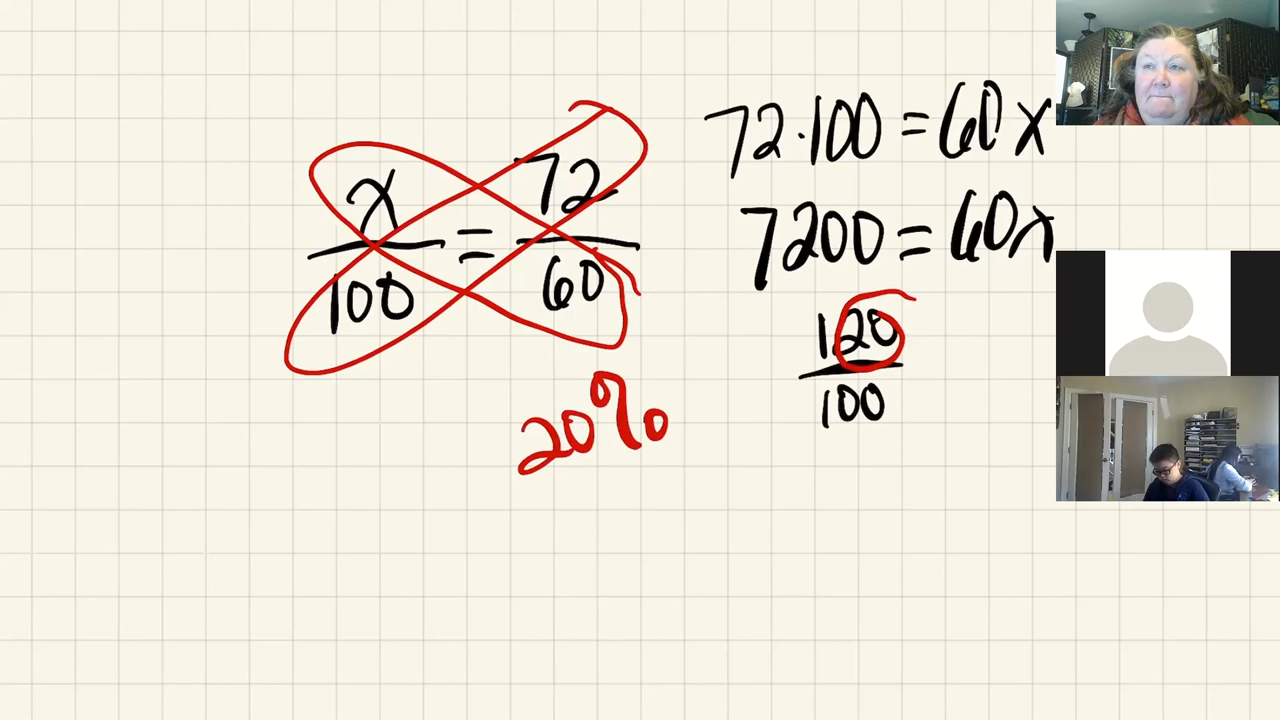 x/100 = 72/60
20%
72·100 = 60x
7200 = 60x
120/100